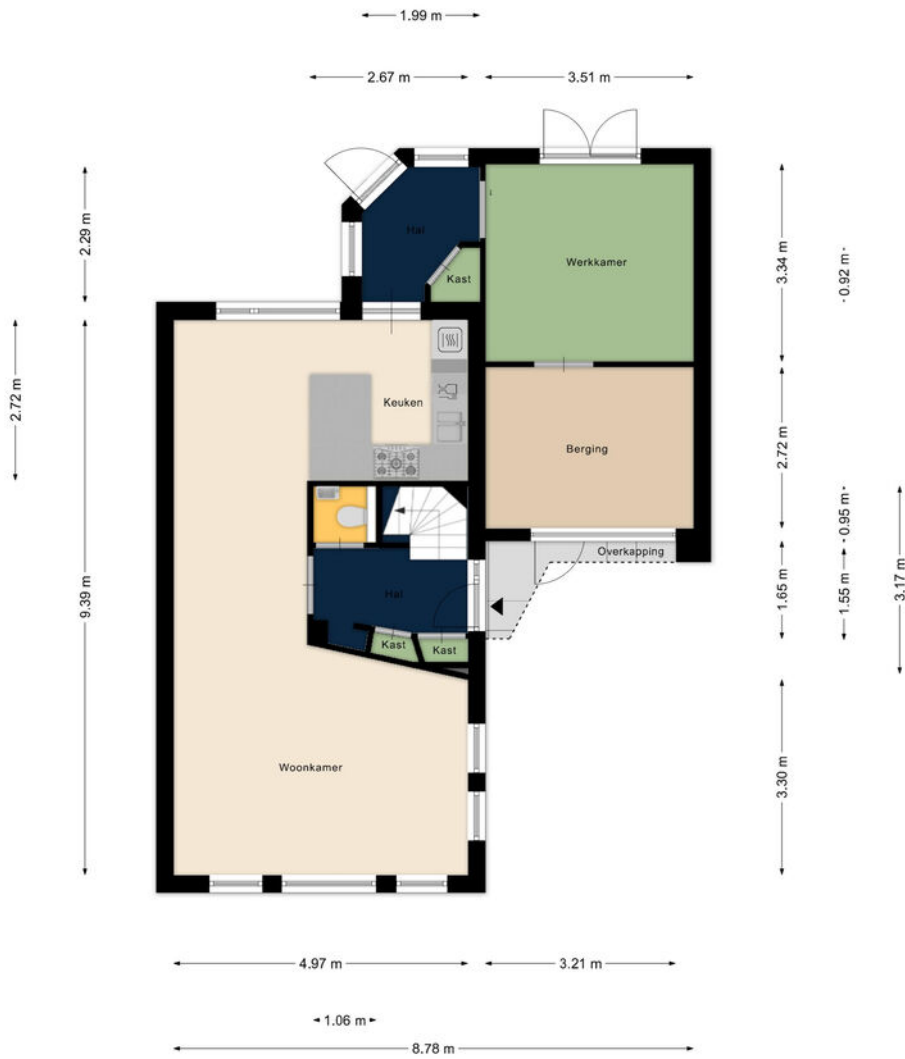 1.99 m
2.67 m
3.51 m
2.29 m
Hal
Kast
Werkkamer
3.34 m
0.92 m
2.72 m
Keuken
Berging
2.72 m
0.95 m
Overkapping
9.39 m
Hal
1.65 m
1.55 m
3.17 m
Kast
Kast
Woonkamer
3.30 m
4.97 m
3.21 m
1.06 m
8.78 m